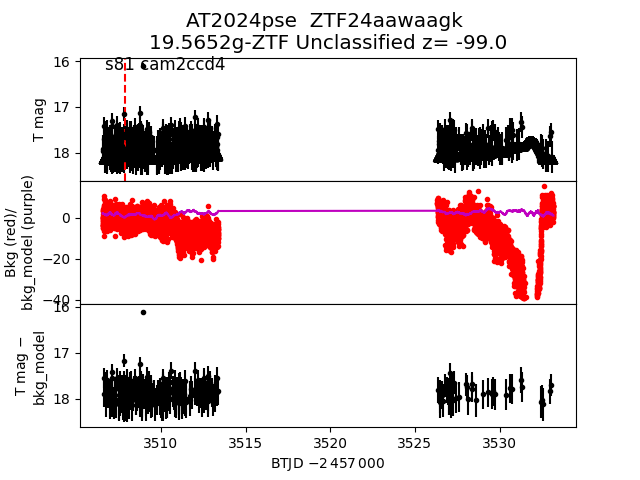 AT2024pse  ZTF24aawaagk
19.5652g-ZTF Unclassified z= -99.0
s81 cam2ccd4
16
17
18
T mag
0
−20
−40
Bkg (red)/
bkg_model (purple)
16
17
18
T mag −
bkg_model
3510
3515
3520
3525
3530
BTJD −2 457 000